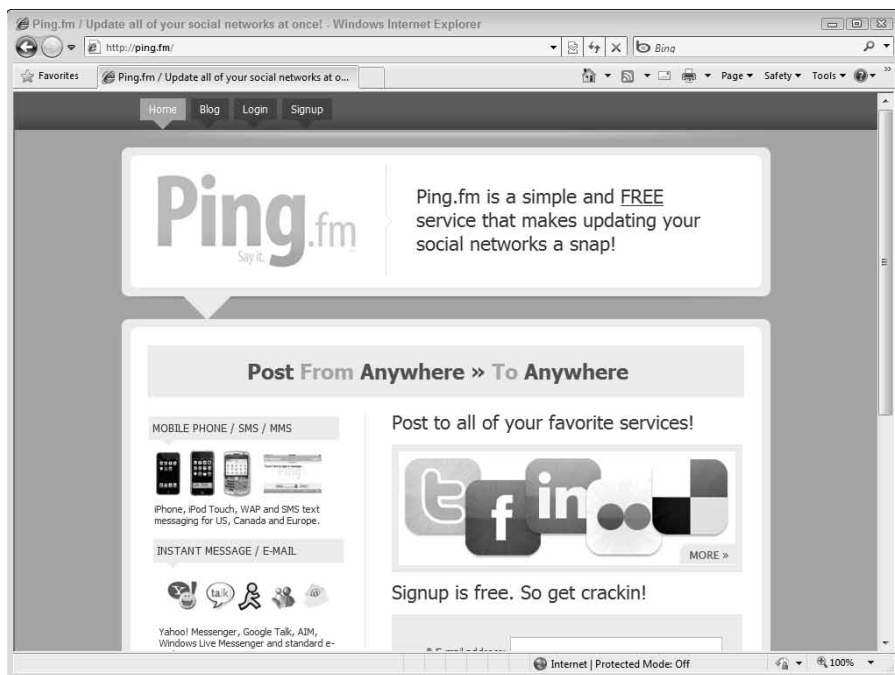 Ping.fm / Update all of your social networks at once! - Windows Internet Explorer
http://ping.fm/
Bing
Favorites
Ping.fm / Update all of your social networks at o...
Page
Safety
Tools
Home
Blog
Login
Signup
Ping.fm
Say it.
Ping.fm is a simple and FREE
service that makes updating your
social networks a snap!
Post From Anywhere » To Anywhere
MOBILE PHONE / SMS / MMS
iPhone, iPod Touch, WAP and SMS text
messaging for US, Canada and Europe.
INSTANT MESSAGE / E-MAIL
talk
Yahoo! Messenger, Google Talk, AIM,
Windows Live Messenger and standard e-
Post to all of your favorite services!
t
f
in
MORE »
Signup is free. So get crackin!
* E-mail address:
Internet | Protected Mode: Off
100%